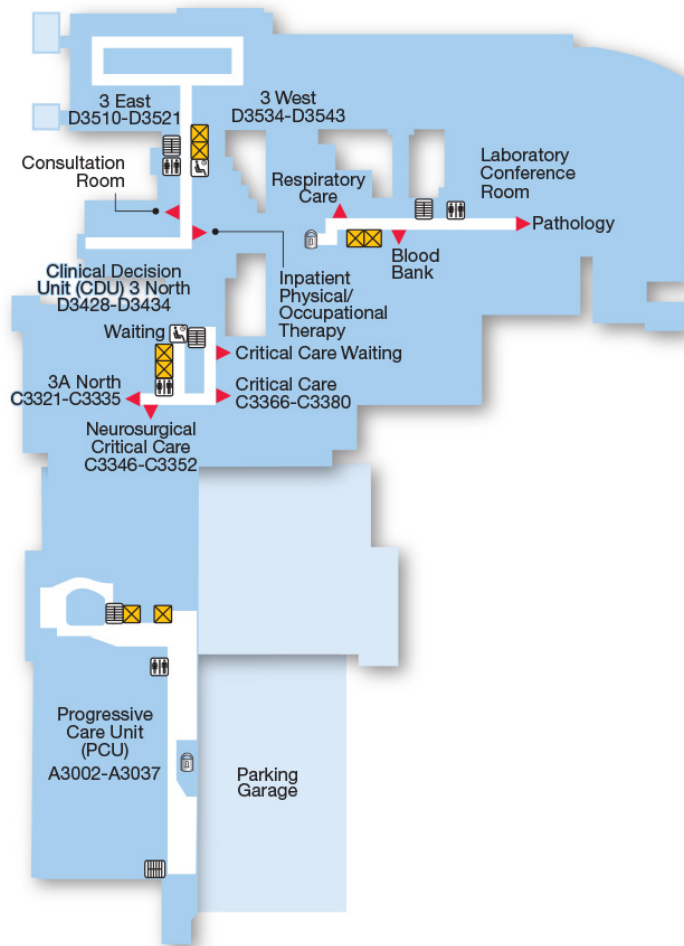 3 East
D3510-D3521
3 West
D3534-D3543
Consultation
Room
Respiratory
Care
Laboratory
Conference
Room
Pathology
Blood
Bank
Clinical Decision
Unit (CDU) 3 North
D3428-D3434
Inpatient
Physical/
Occupational
Therapy
Waiting
Critical Care Waiting
3A North
C3321-C3335
Critical Care
C3366-C3380
Neurosurgical
Critical Care
C3346-C3352
Progressive
Care Unit
(PCU)
A3002-A3037
Parking
Garage